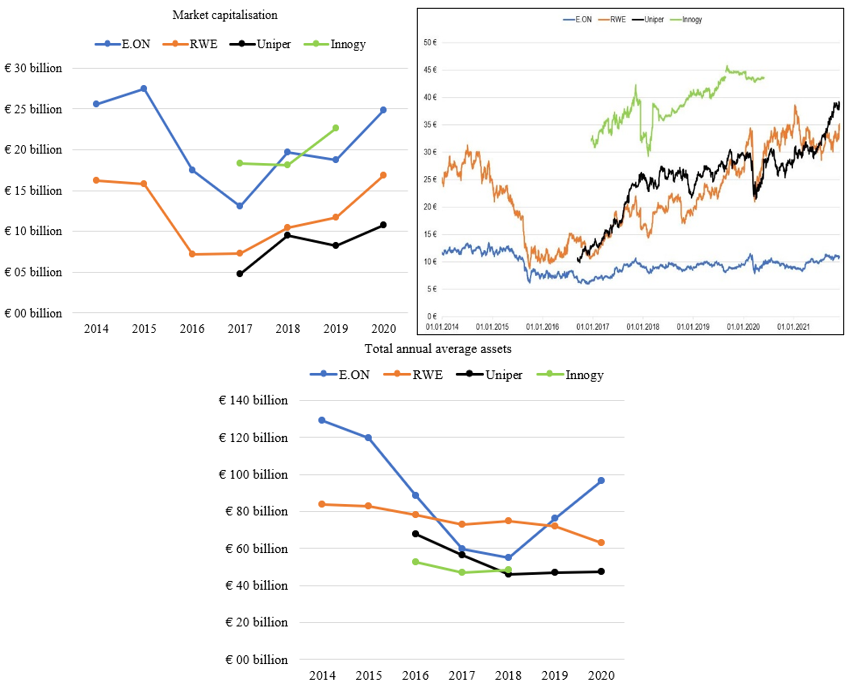 Market capitalisation
E.ON RWE Uniper Innogy
€ 30 billion
€ 25 billion
€ 20 billion
€ 15 billion
€ 10 billion
€ 05 billion
€ 00 billion
2014 2015 2016 2017 2018 2019 2020
E.ON RWE Uniper Innogy
50 €
45 €
40 €
35 €
30 €
25 €
20 €
15 €
10 €
5 €
0 €
01.01.2014 01.01.2015 01.01.2016 01.01.2017 01.01.2018 01.01.2019 01.01.2020 01.01.2021
Total annual average assets
E.ON RWE Uniper Innogy
€ 140 billion
€ 120 billion
€ 100 billion
€ 80 billion
€ 60 billion
€ 40 billion
€ 20 billion
€ 00 billion
2014 2015 2016 2017 2018 2019 2020